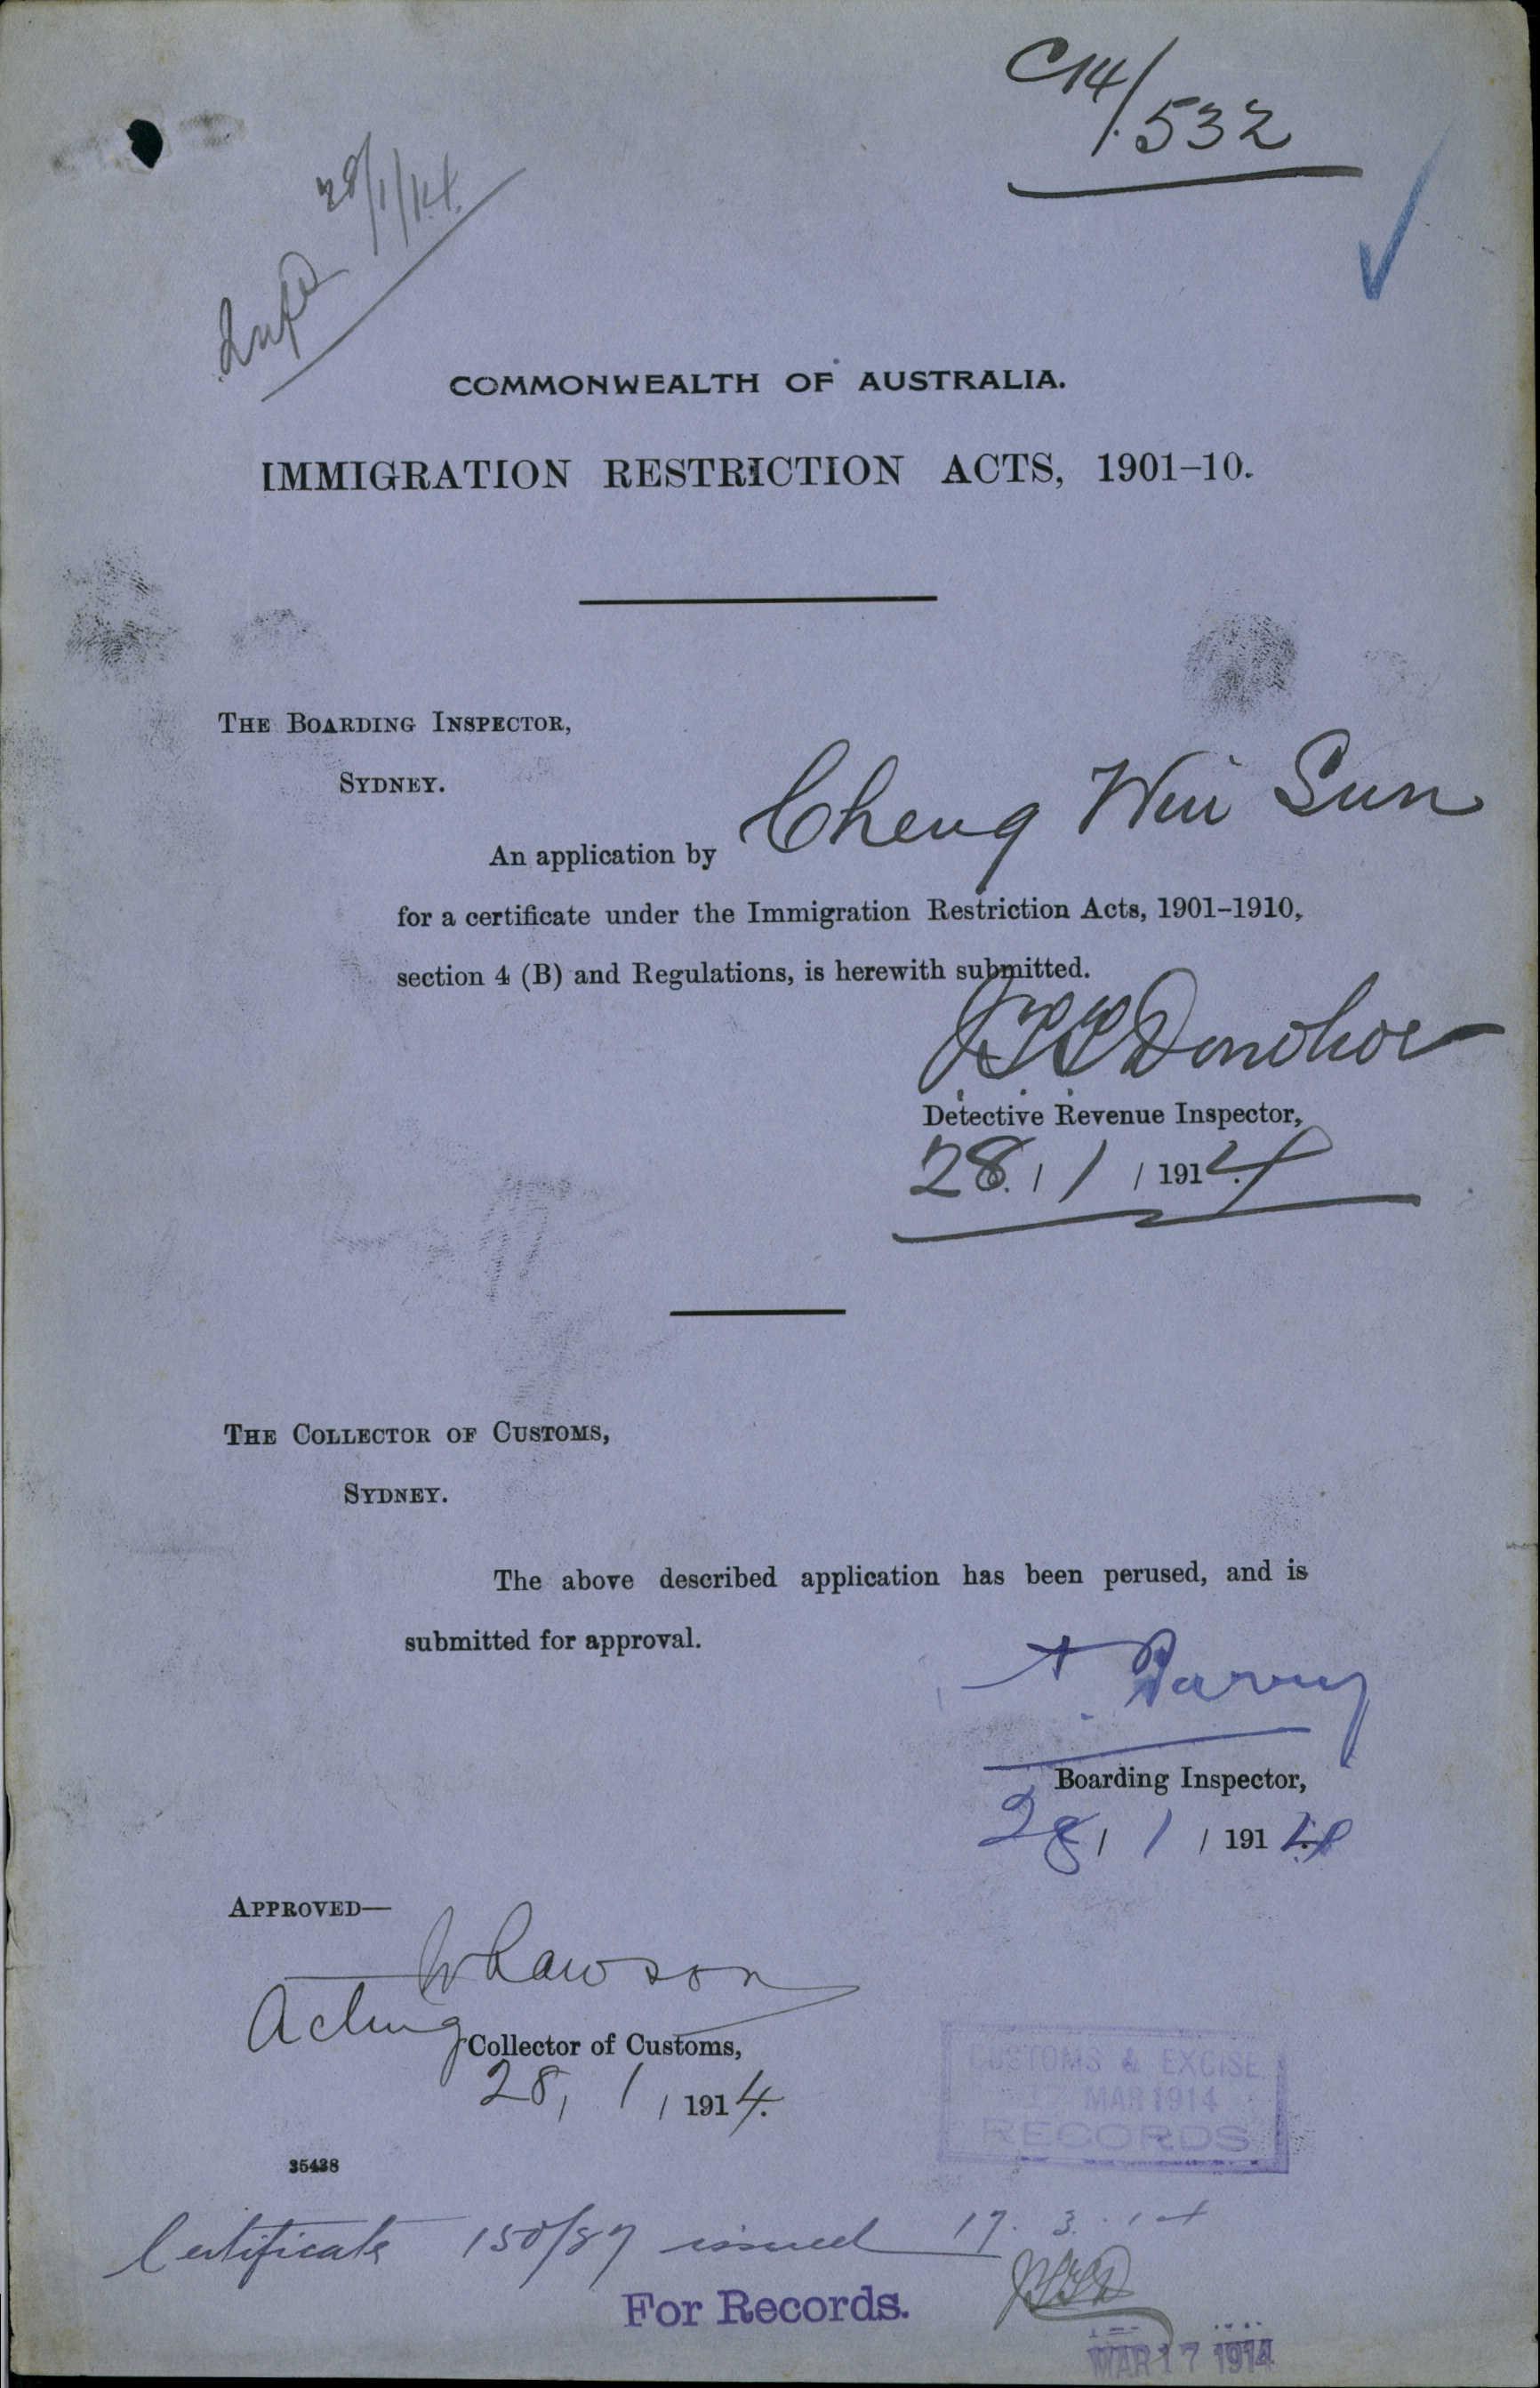 C14/532
28/1/14.
COMMONWEALTH OF AUSTRALIA.
IMMIGRATION RESTRICTION ACTS, 1901–10.
THE BOARDING INSPECTOR,
SYDNEY.
An application by Cheng Wui Sun
for a certificate under the Immigration Restriction Acts, 1901–1910,
section 4 (B) and Regulations, is herewith submitted.
Donohoe
Detective Revenue Inspector,
28. / 1 / 1914.
THE COLLECTOR OF CUSTOMS,
SYDNEY.
The above described application has been perused, and is
submitted for approval.
Boarding Inspector,
28 / 1 / 1914.
APPROVED—
Lawson
Acting Collector of Customs,
28 / 1 / 1914.
CUSTOMS & EXCISE
17 MAR 1914
RECORDS
35438
Certificate 150/87 issued 17. 3. 14
For Records.
MAR 17 1914